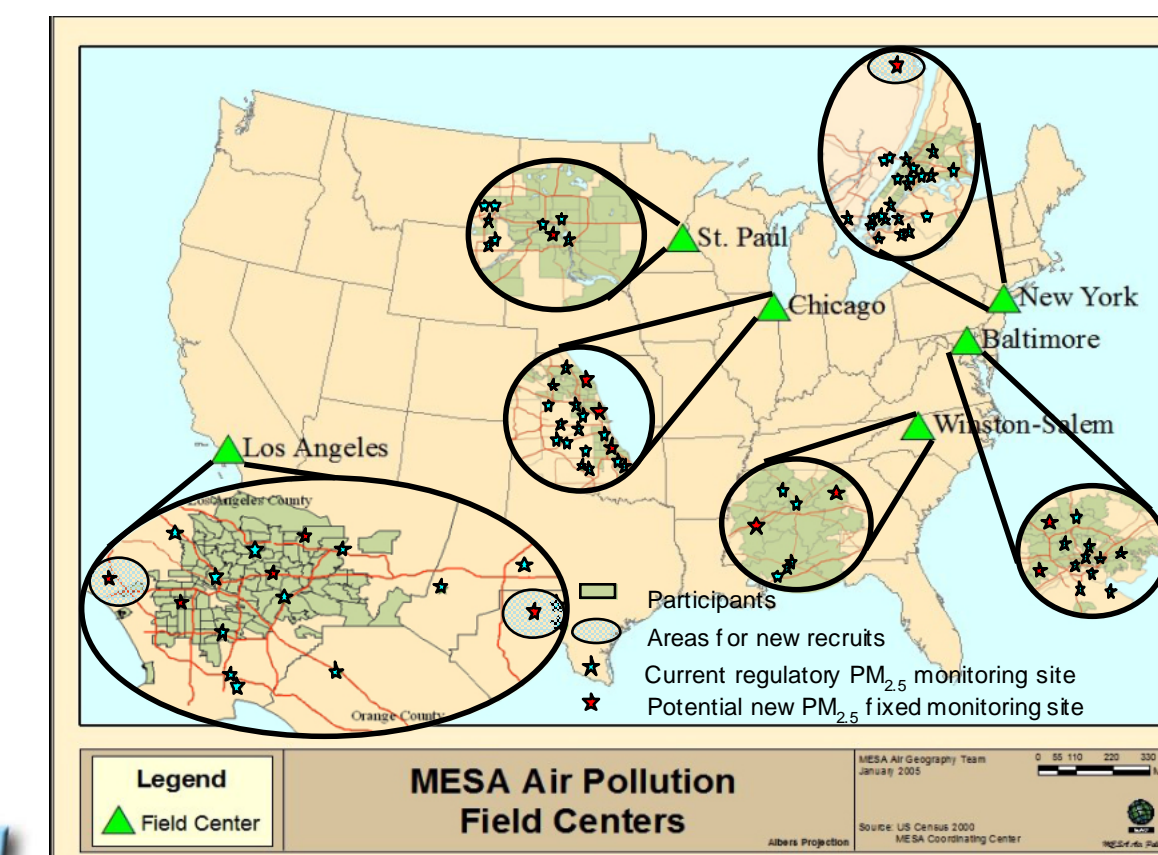 St. Paul
Chicago
New York
Baltimore
Winston-Salem
Los Angeles
Los Angeles County
Orange County
Participants
Areas for new recruits
Current regulatory PM2.5 monitoring site
Potential new PM2.5 fixed monitoring site
Legend
Field Center
MESA Air Pollution
Field Centers
Albers Projection
MESA Air Geography Team
January 2005
Source: US Census 2000
MESA Coordinating Center
0 55 110 220 330